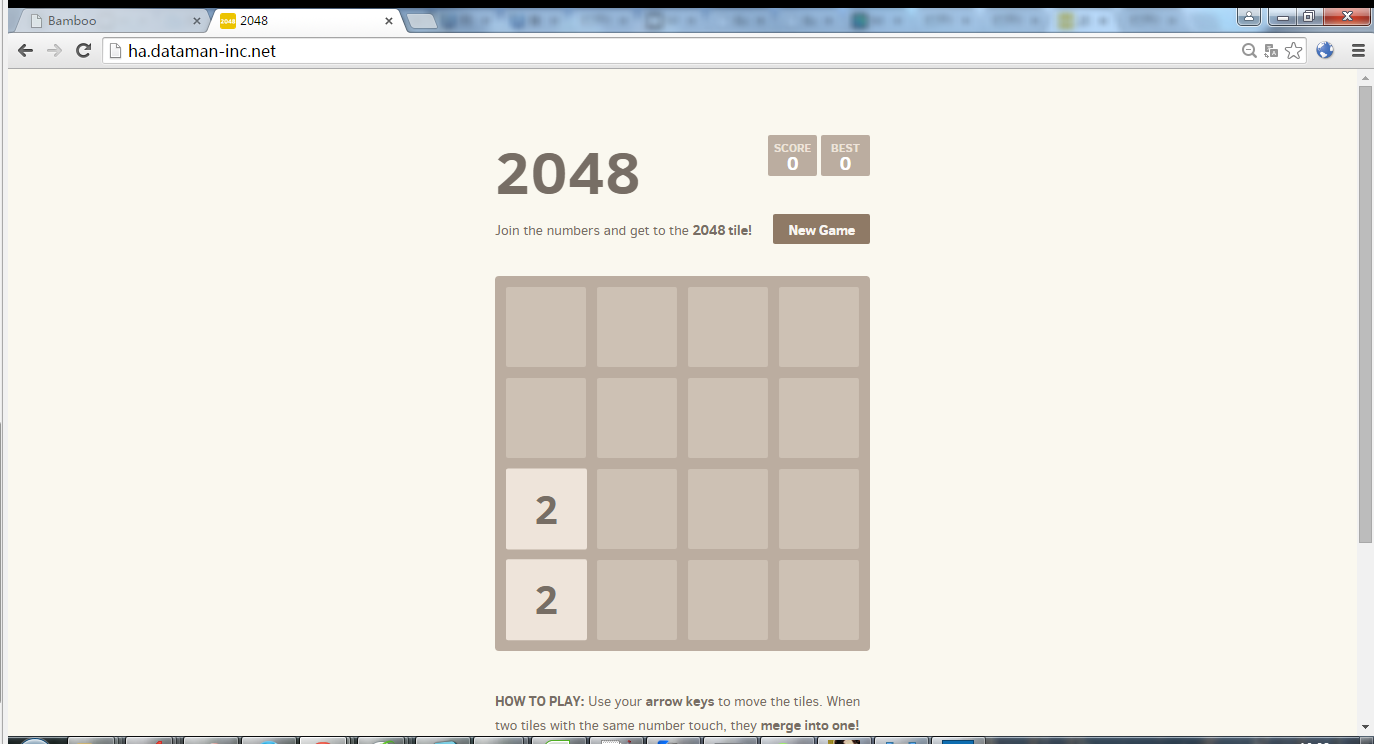 Bamboo
2048 2048
ha.dataman-inc.net
2048
SCORE BEST
0 0
Join the numbers and get to the 2048 tile!
New Game
2
2
HOW TO PLAY: Use your arrow keys to move the tiles. When
two tiles with the same number touch, they merge into one!